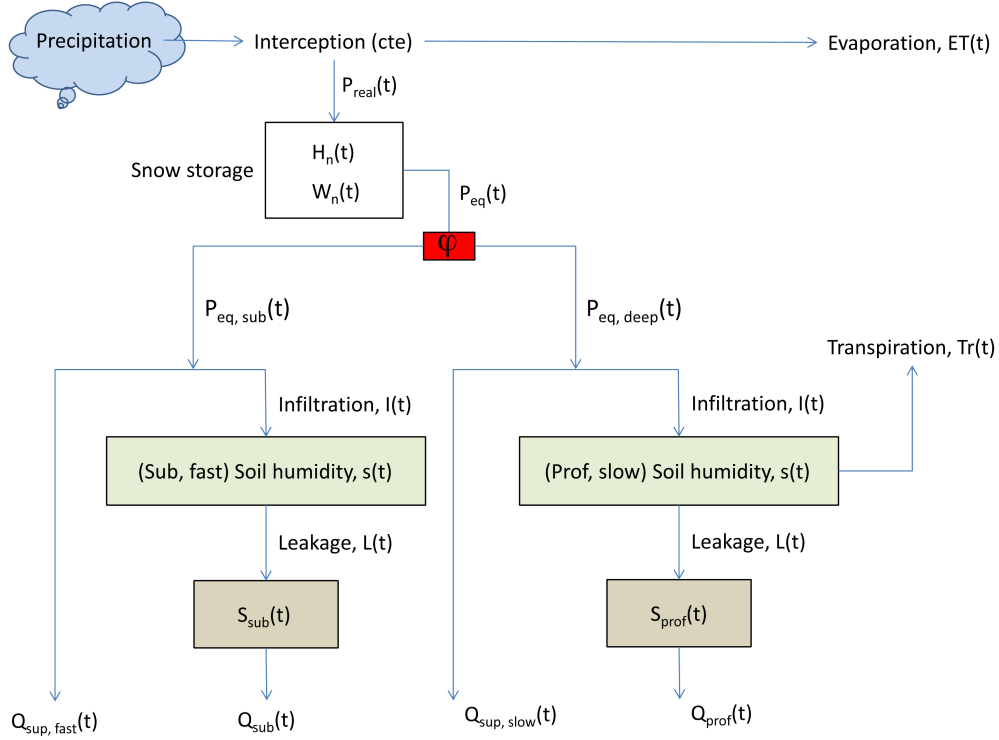 Precipitation
Interception (cte)
Evaporation, ET(t)
P_real(t)
Snow storage
H_n(t)
W_n(t)
P_eq(t)
φ
P_eq, sub(t)
P_eq, deep(t)
Transpiration, Tr(t)
Infiltration, I(t)
Infiltration, I(t)
(Sub, fast) Soil humidity, s(t)
(Prof, slow) Soil humidity, s(t)
Leakage, L(t)
Leakage, L(t)
S_sub(t)
S_prof(t)
Q_sup, fast(t)
Q_sub(t)
Q_sup, slow(t)
Q_prof(t)